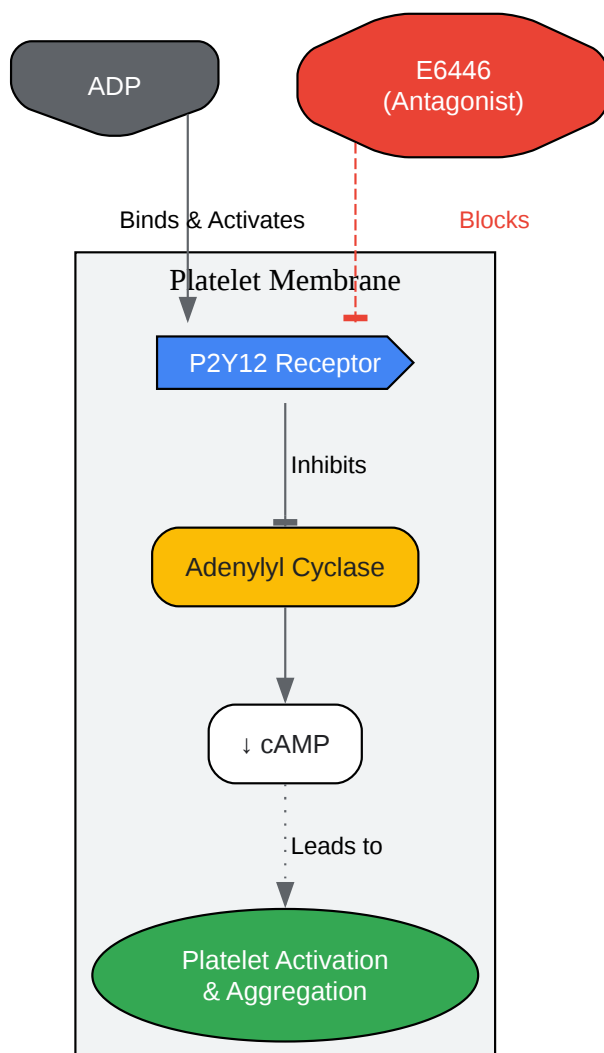 ADP
E6446
(Antagonist)
Binds & Activates
Blocks
Platelet Membrane
P2Y12 Receptor
Inhibits
Adenylyl Cyclase
↓ cAMP
Leads to
Platelet Activation
& Aggregation